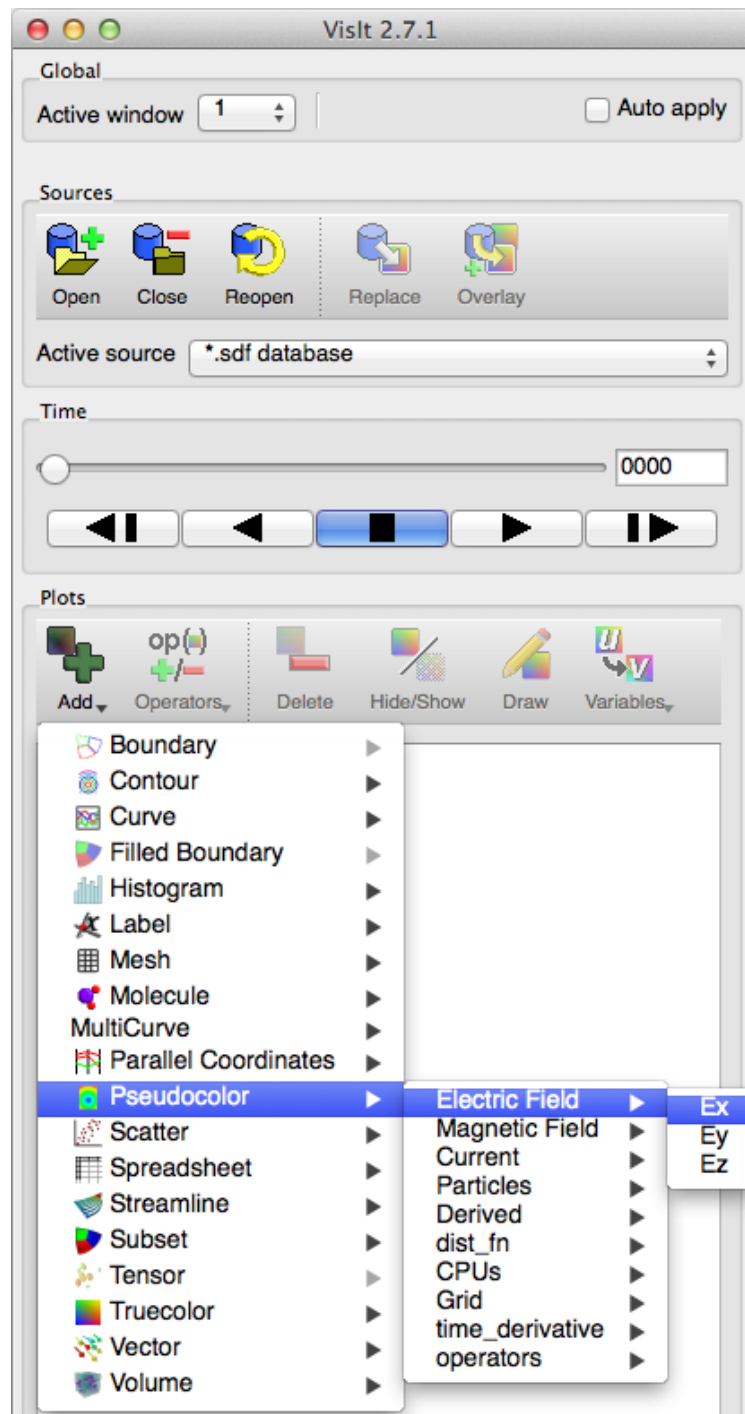 VisIt 2.7.1
Global
Active window 1 Auto apply
Sources
Open Close Reopen Replace Overlay
Active source *.sdf database
Time
0000
Plots
op(=)
+/−
u
v
Add Operators Delete Hide/Show Draw Variables
Boundary
Contour
Curve
Filled Boundary
Histogram
Label
Mesh
Molecule
MultiCurve
Parallel Coordinates
Pseudocolor Electric Field Ex
Scatter Magnetic Field Ey
Spreadsheet Current Ez
Streamline Particles
Subset Derived
Tensor dist_fn
Truecolor CPUs
Vector Grid
Volume time_derivative
operators